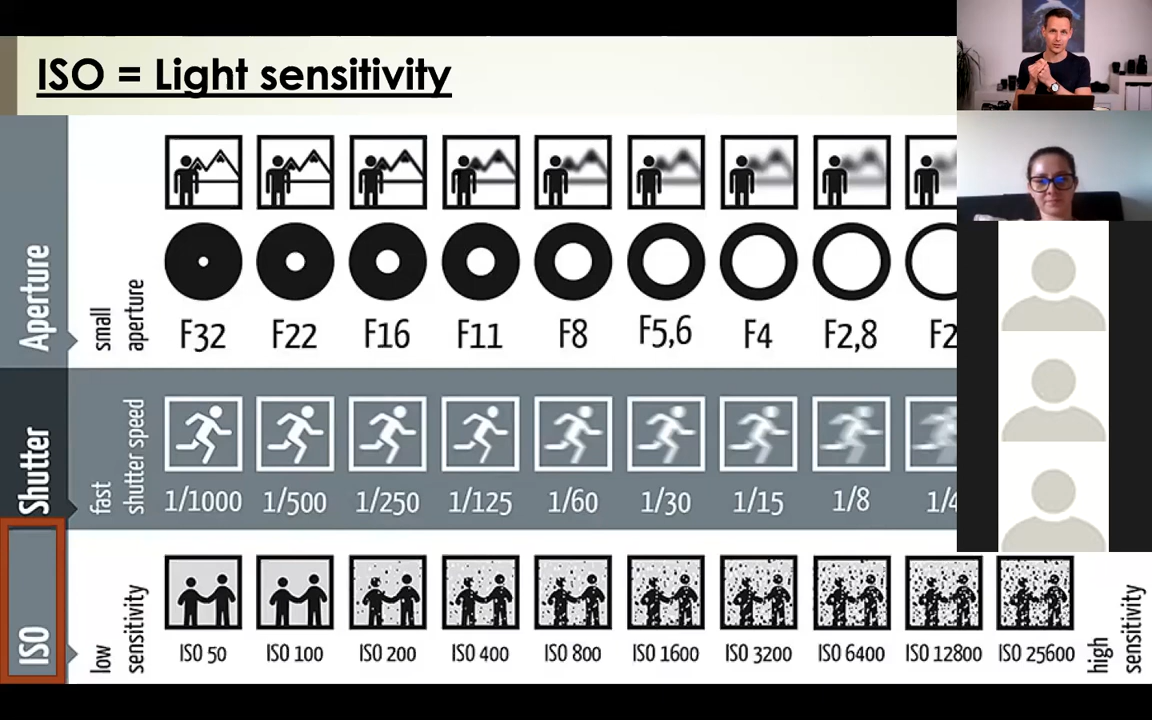 ISO = Light sensitivity
Aperture
small
aperture
F32 F22 F16 F11 F8 F5,6 F4 F2,8 F2
Shutter
fast
shutter speed
1/1000 1/500 1/250 1/125 1/60 1/30 1/15 1/8 1/4
ISO
low
sensitivity
ISO 50 ISO 100 ISO 200 ISO 400 ISO 800 ISO 1600 ISO 3200 ISO 6400 ISO 12800 ISO 25600
high
sensitivity